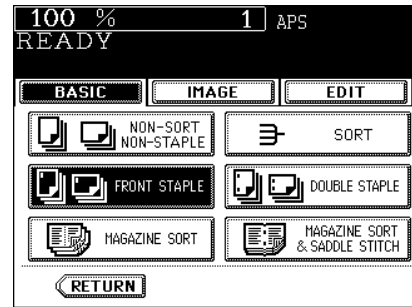 100 % 1 APS
READY
BASIC IMAGE EDIT
NON-SORT
NON-STAPLE
SORT
FRONT STAPLE DOUBLE STAPLE
MAGAZINE SORT
MAGAZINE SORT
& SADDLE STITCH
RETURN